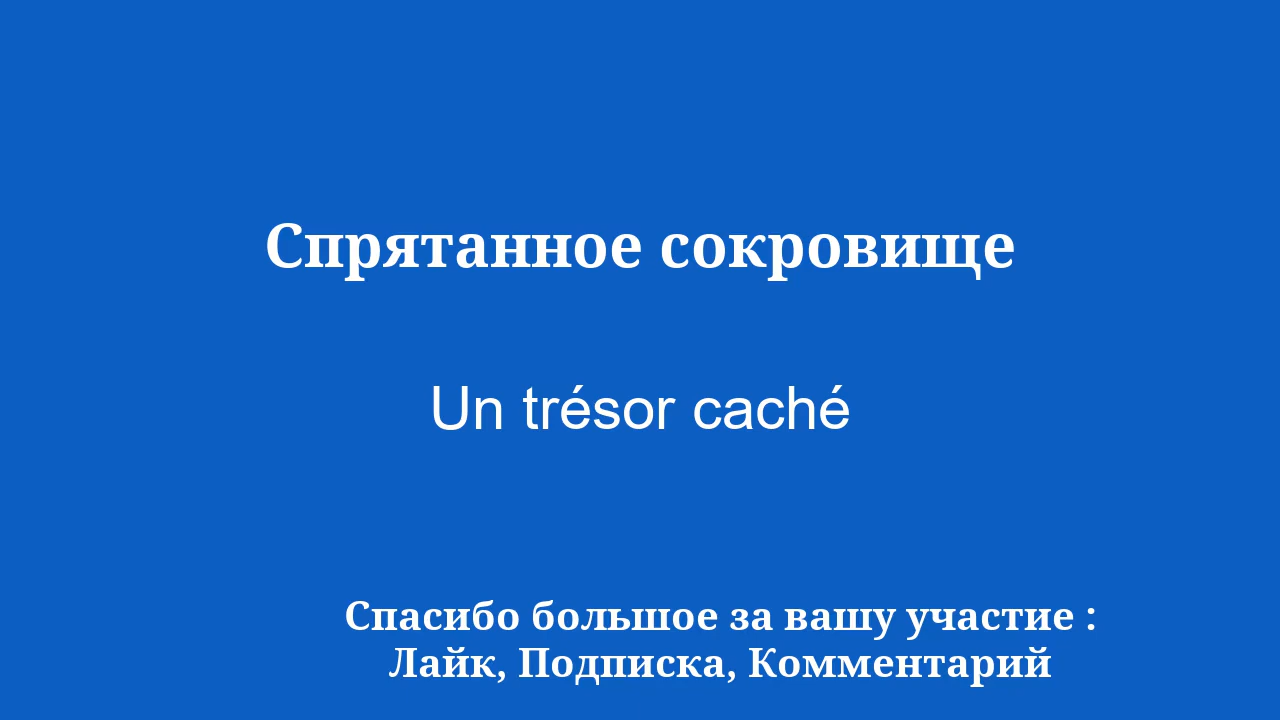 Спрятанное сокровище
Un trésor caché
Спасибо большое за вашу участие :
Лайк, Подписка, Комментарий